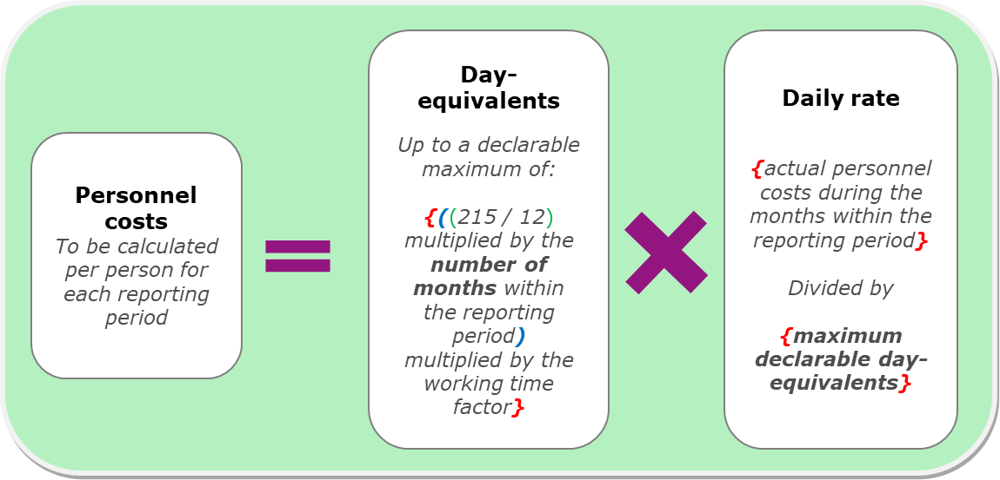 Personnel
costs
To be calculated
per person for
each reporting
period
=
Day-
equivalents
Up to a declarable
maximum of:
{((215 / 12)
multiplied by the
number of
months within
the reporting
period)
multiplied by the
working time
factor}
×
Daily rate
{actual personnel
costs during the
months within the
reporting period}
Divided by
{maximum
declarable day-
equivalents}